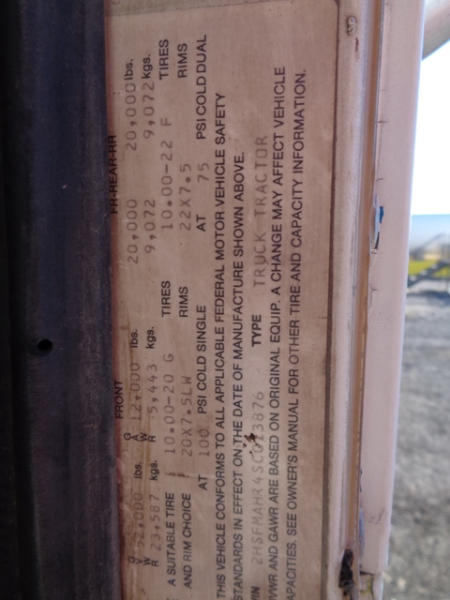 FRONT FR-REAR-RR
G V W R 52,000 lbs. G A W R 12,000 lbs. 20,000 20,000 lbs.
23,587 kgs. 5,443 kgs. 9,072 9,072 kgs.
A SUITABLE TIRE 10.00-20 G TIRES 10.00-22 F TIRES
AND RIM CHOICE 20X7.5LW RIMS 22X7.5 RIMS
AT 100 PSI COLD SINGLE AT 75 PSI COLD DUAL
THIS VEHICLE CONFORMS TO ALL APPLICABLE FEDERAL MOTOR VEHICLE SAFETY
STANDARDS IN EFFECT ON THE DATE OF MANUFACTURE SHOWN ABOVE.
VIN 2HSFMAHR4SC013876 TYPE TRUCK TRACTOR
GVWR AND GAWR ARE BASED ON ORIGINAL EQUIP. A CHANGE MAY AFFECT VEHICLE
CAPACITIES. SEE OWNER'S MANUAL FOR OTHER TIRE AND CAPACITY INFORMATION.